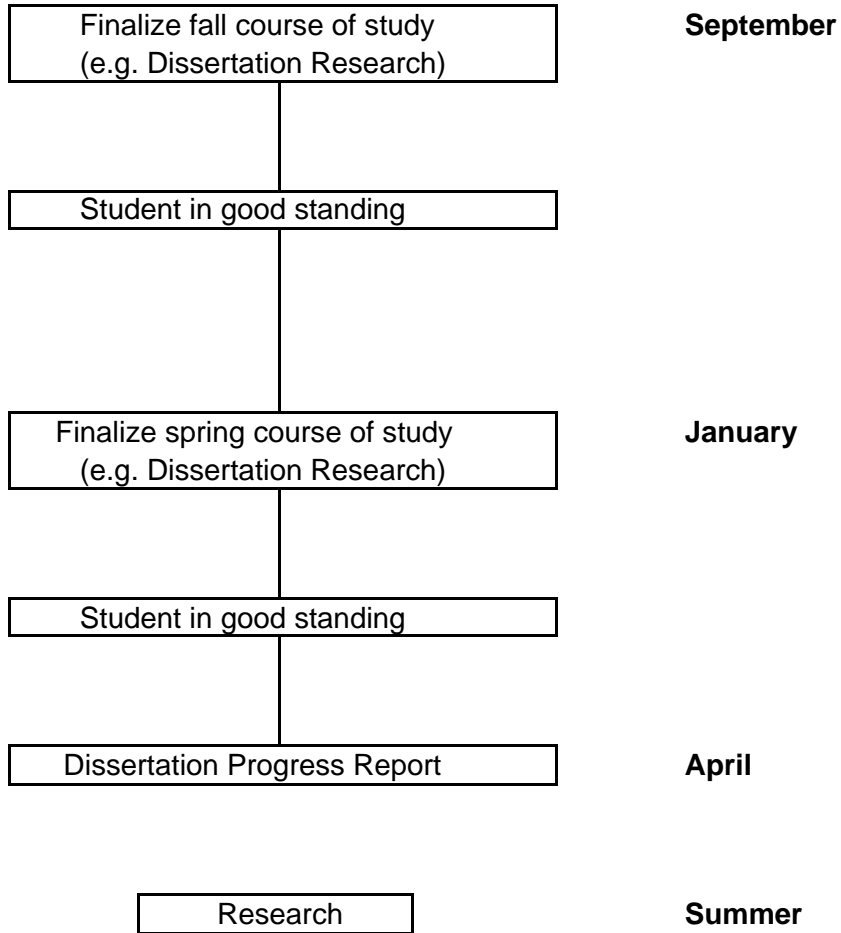 Finalize fall course of study
(e.g. Dissertation Research)
September
Student in good standing
Finalize spring course of study
(e.g. Dissertation Research)
January
Student in good standing
Dissertation Progress Report
April
Research
Summer